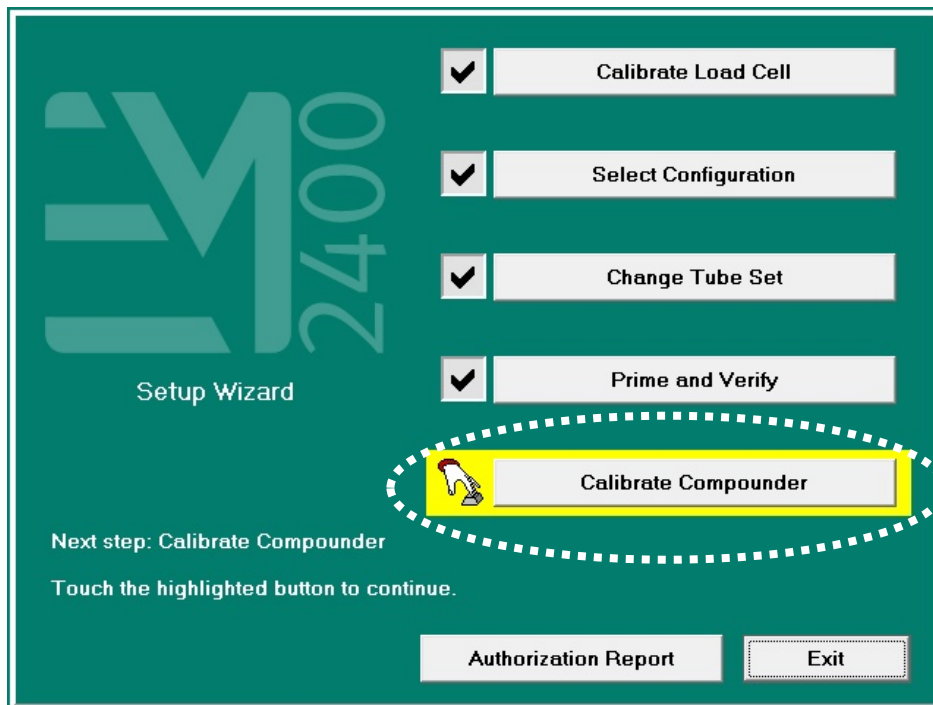 Calibrate Load Cell
Select Configuration
Change Tube Set
Prime and Verify
Calibrate Compounder
EM
2400
Setup Wizard
Next step: Calibrate Compounder
Touch the highlighted button to continue.
Authorization Report
Exit